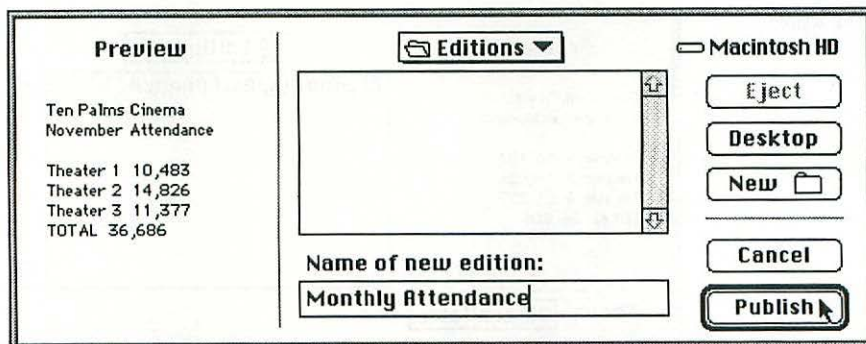 Preview
Ten Palms Cinema
November Attendance
Theater 1 10,483
Theater 2 14,826
Theater 3 11,377
TOTAL 36,686
Editions
Name of new edition:
Monthly Attendance
Macintosh HD
Eject
Desktop
New
Cancel
Publish